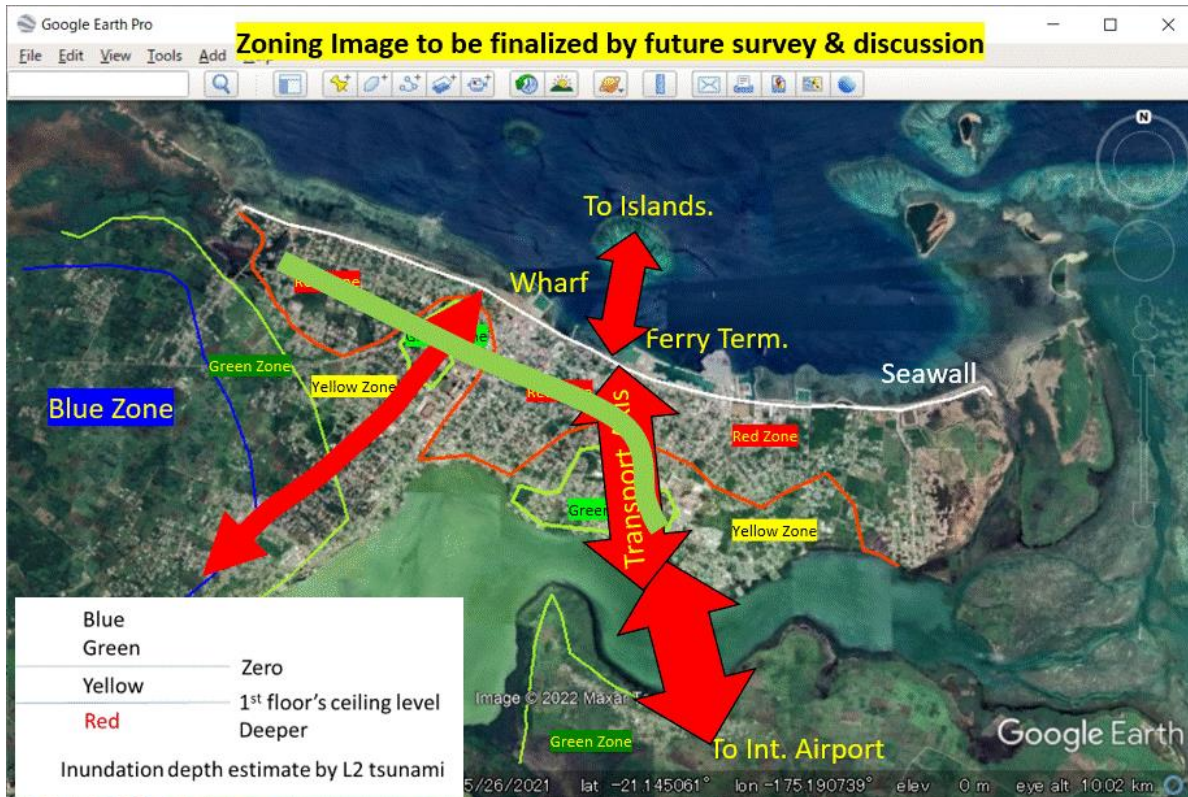 Google Earth Pro
Zoning Image to be finalized by future survey & discussion
File Edit View Tools Add
N
To Islands.
Wharf
Ferry Term.
Seawall
Red Zone
Green Zone
Yellow Zone
Blue Zone
Red Zone
Green
Transport
Yellow Zone
Blue
Green
Zero
Yellow
1st floor's ceiling level
Red
Deeper
Inundation depth estimate by L2 tsunami
Image © 2022 Maxar
Green Zone
To Int. Airport
Google Earth
5/26/2021 lat -21.145061° lon -175.190739° elev 0 m eye alt 10.02 km